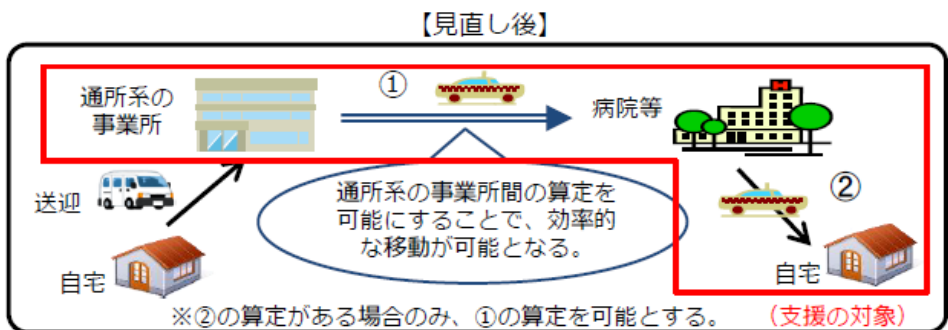 【見直し後】
通所系の
事業所
①
病院等
送迎
通所系の事業所間の算定を
可能にすることで、効率的
な移動が可能となる。
②
自宅
自宅
※②の算定がある場合のみ、①の算定を可能とする。
(支援の対象)